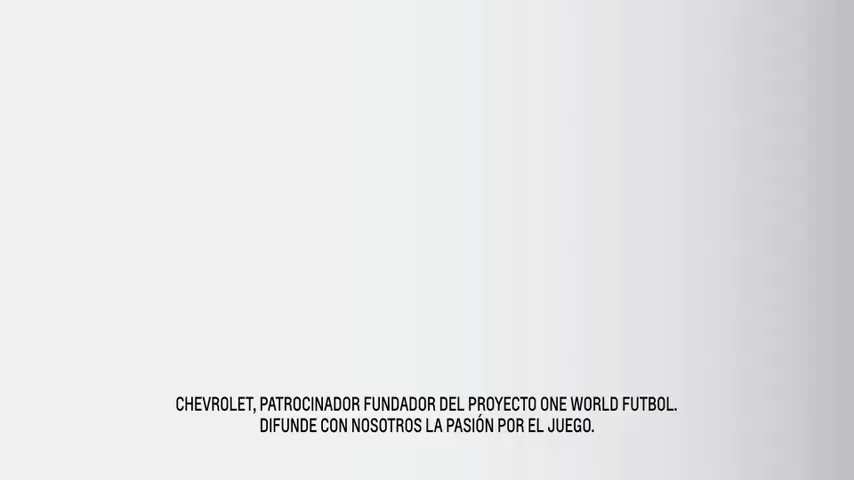 CHEVROLET, PATROCINADOR FUNDADOR DEL PROYECTO ONE WORLD FUTBOL.
DIFUNDE CON NOSOTROS LA PASIÓN POR EL JUEGO.